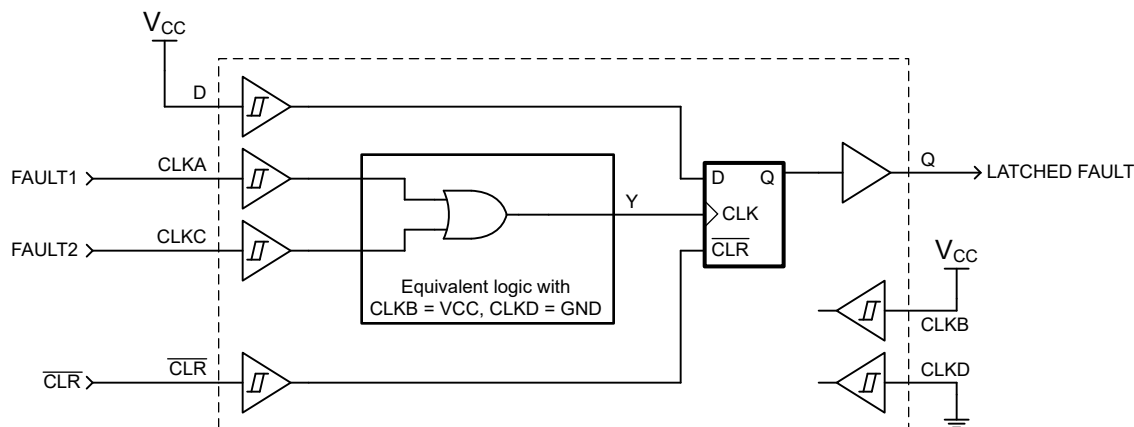 VCC
D
FAULT1
CLKA
FAULT2
CLKC
Y
D
Q
CLK
CLR
Q
LATCHED FAULT
Equivalent logic with
CLKB = VCC, CLKD = GND
VCC
CLKB
CLR
CLR
CLKD